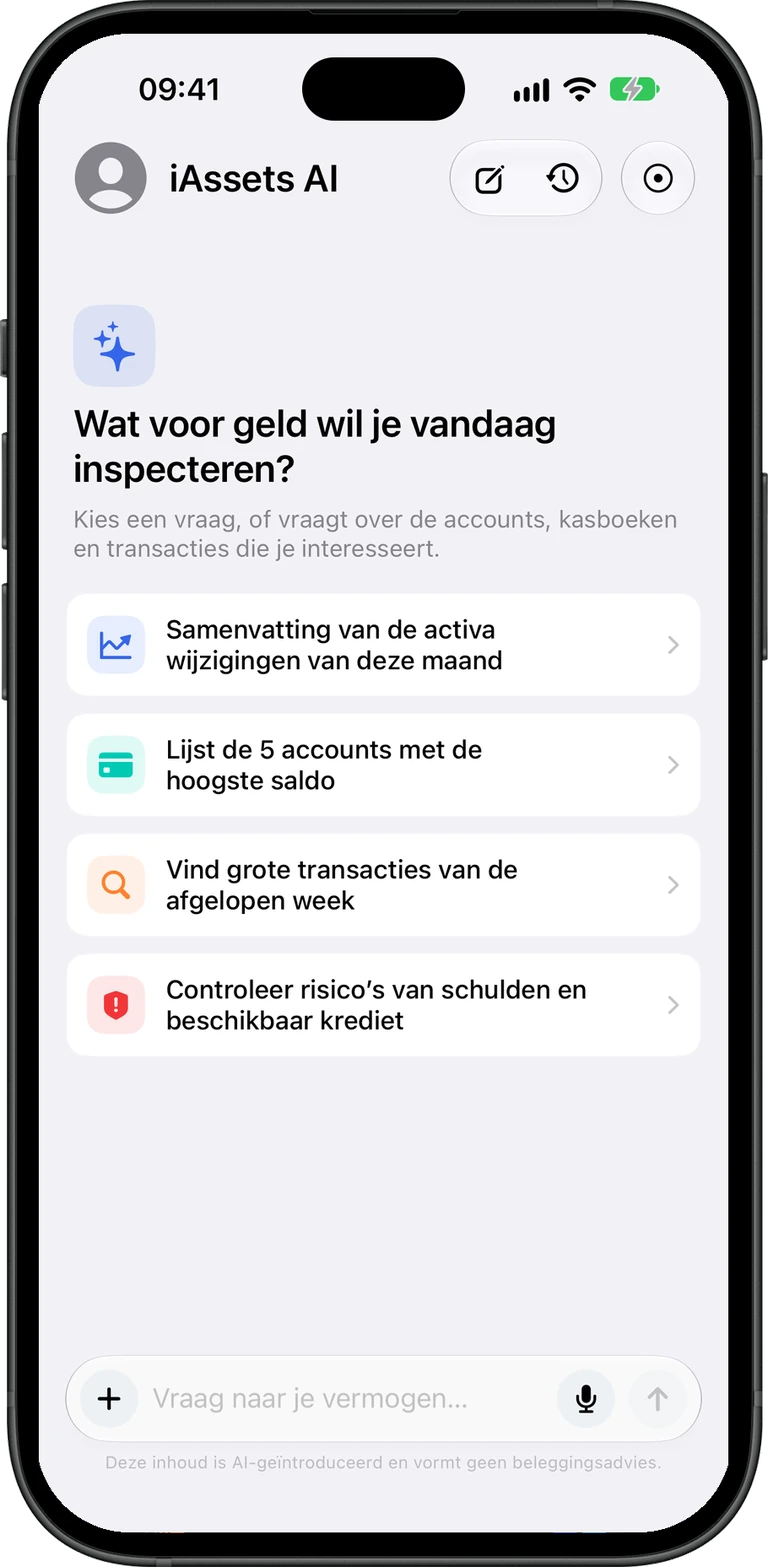 09:41
iAssets AI
Wat voor geld wil je vandaag
inspecteren?
Kies een vraag, of vraagt over de accounts, kasboeken
en transacties die je interesseert.
Samenvatting van de activa
wijzigingen van deze maand
Lijst de 5 accounts met de
hoogste saldo
Vind grote transacties van de
afgelopen week
Controleer risico’s van schulden en
beschikbaar krediet
Vraag naar je vermogen...
Deze inhoud is AI-geïntroduceerd en vormt geen beleggingsadvies.